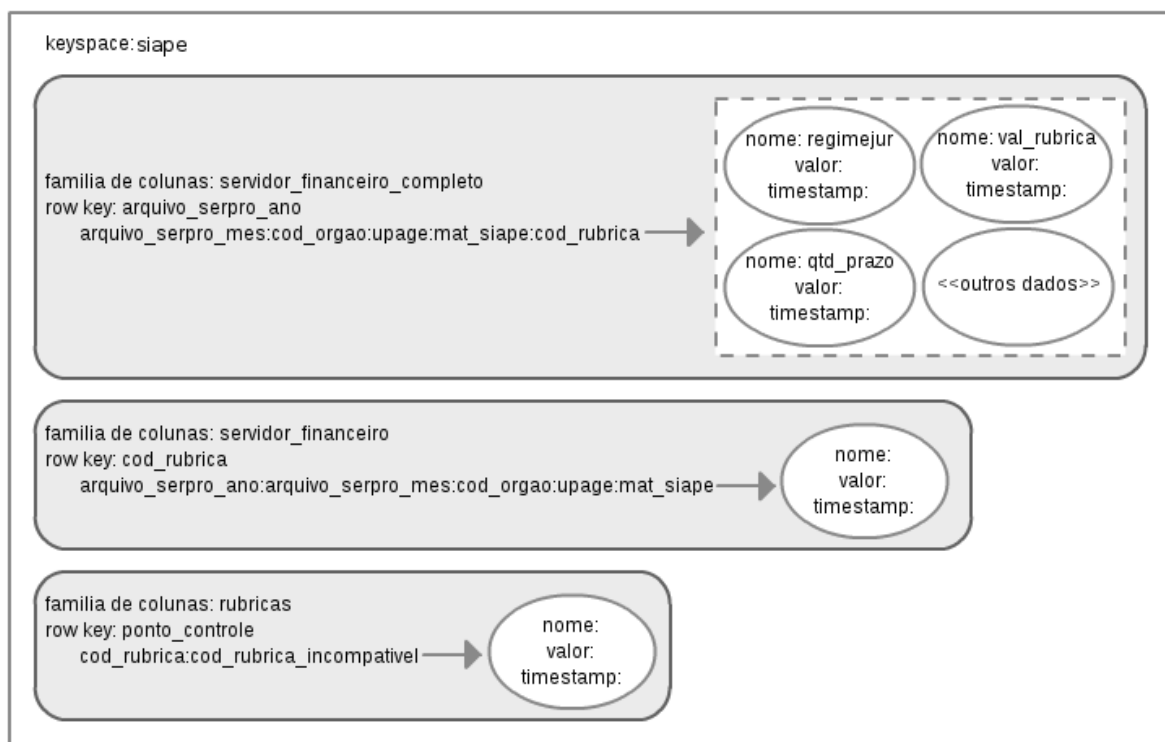 keyspace: siape
familia de colunas: servidor_financeiro_completo
row key: arquivo_serpro_ano
arquivo_serpro_mes:cod_orgao:upage:mat_siape:cod_rubrica
nome: regimejur
valor:
timestamp:
nome: val_rubrica
valor:
timestamp:
nome: qtd_prazo
valor:
timestamp:
<<outros dados>>
familia de colunas: servidor_financeiro
row key: cod_rubrica
arquivo_serpro_ano:arquivo_serpro_mes:cod_orgao:upage:mat_siape
nome:
valor:
timestamp:
familia de colunas: rubricas
row key: ponto_controle
cod_rubrica:cod_rubrica_incompativel
nome:
valor:
timestamp: